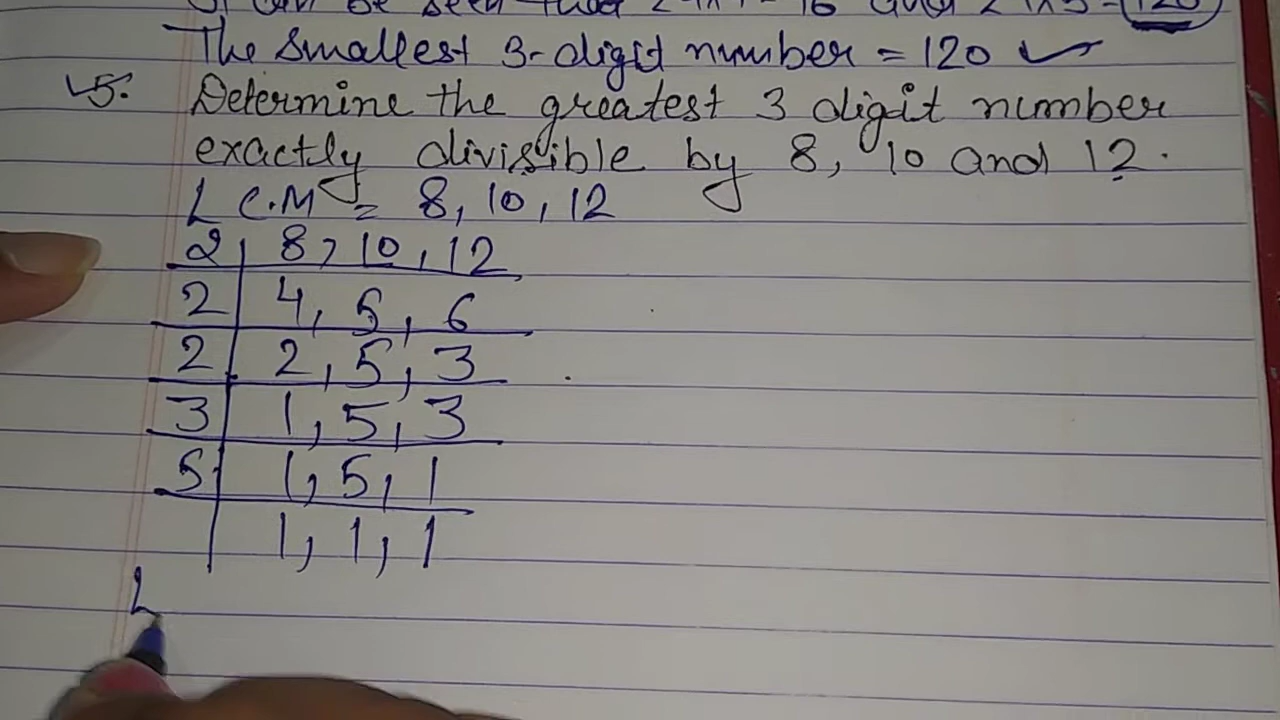 The Smallest 3-digit number = 120
5. Determine the greatest 3 digit number
exactly divisible by 8, 10 and 12.
L C.M = 8, 10, 12
2 | 8, 10, 12
2 | 4, 5, 6
2 | 2, 5, 3
3 | 1, 5, 3
5 | 1, 5, 1
| 1, 1, 1
L